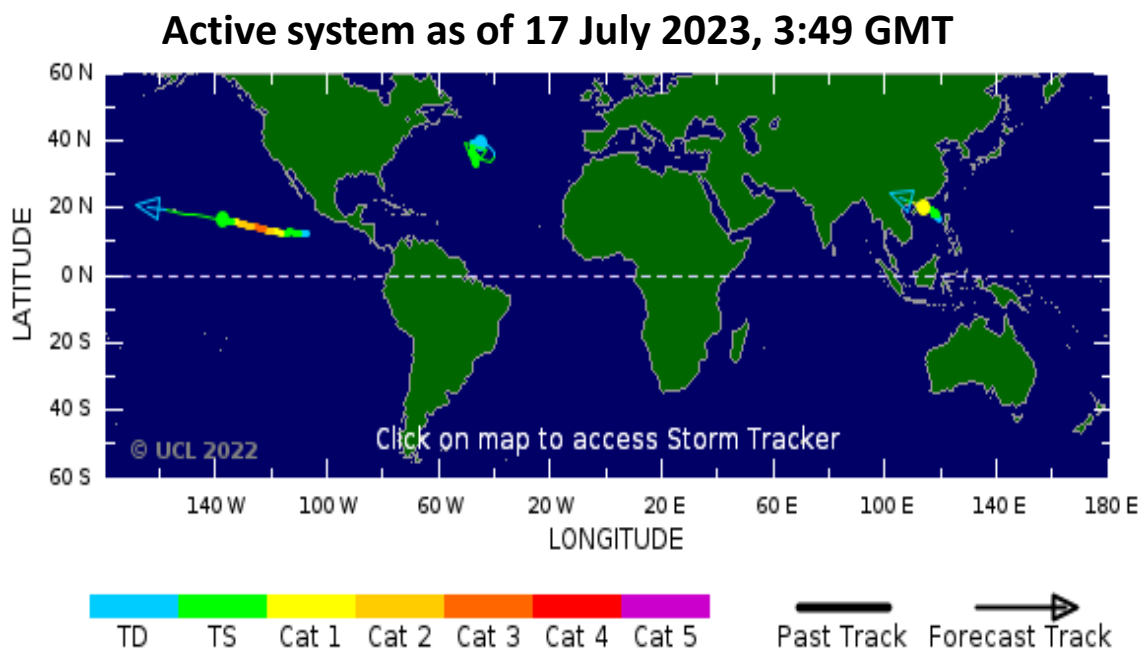 Active system as of 17 July 2023, 3:49 GMT
60 N
40 N
20 N
0 N
20 S
40 S
60 S
LATITUDE
Click on map to access Storm Tracker
© UCL 2022
140 W 100 W 60 W 20 W 20 E 60 E 100 E 140 E 180 E
LONGITUDE
TD TS Cat 1 Cat 2 Cat 3 Cat 4 Cat 5 Past Track Forecast Track